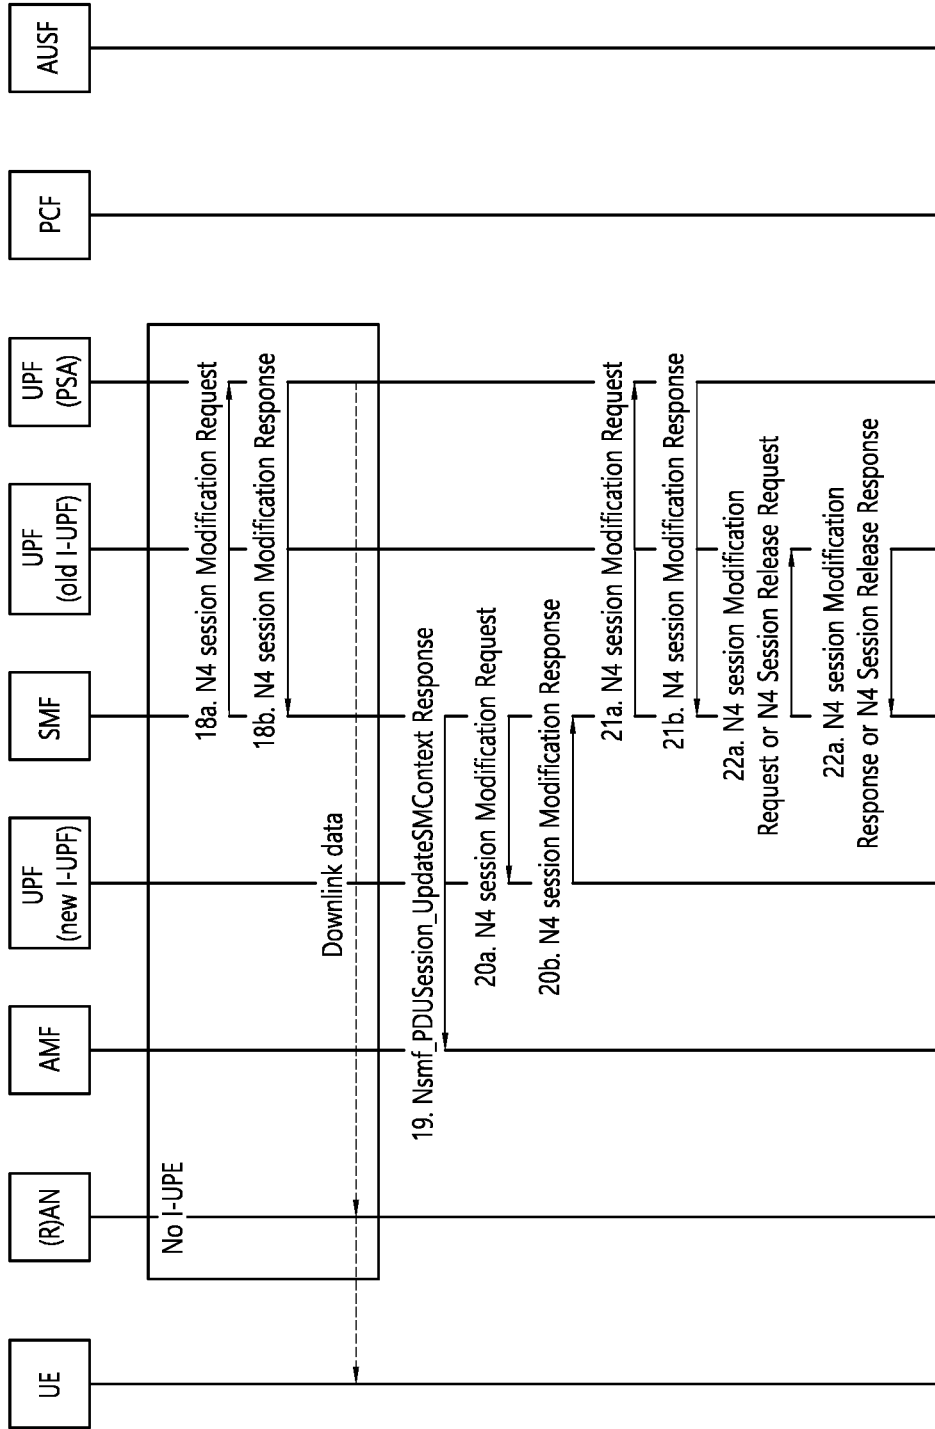 UE
(R)AN
AMF
UPF
(new I-UPF)
SMF
UPF
(old I-UPF)
UPF
(PSA)
PCF
AUSF
No I-UPE
18a. N4 session Modification Request
18b. N4 session Modification Response
Downlink data
19. Nsmf_PDUSession_UpdateSMContext Response
20a. N4 session Modification Request
20b. N4 session Modification Response
21a. N4 session Modification Request
21b. N4 session Modification Response
22a. N4 session Modification
Request or N4 Session Release Request
22a. N4 session Modification
Response or N4 Session Release Response